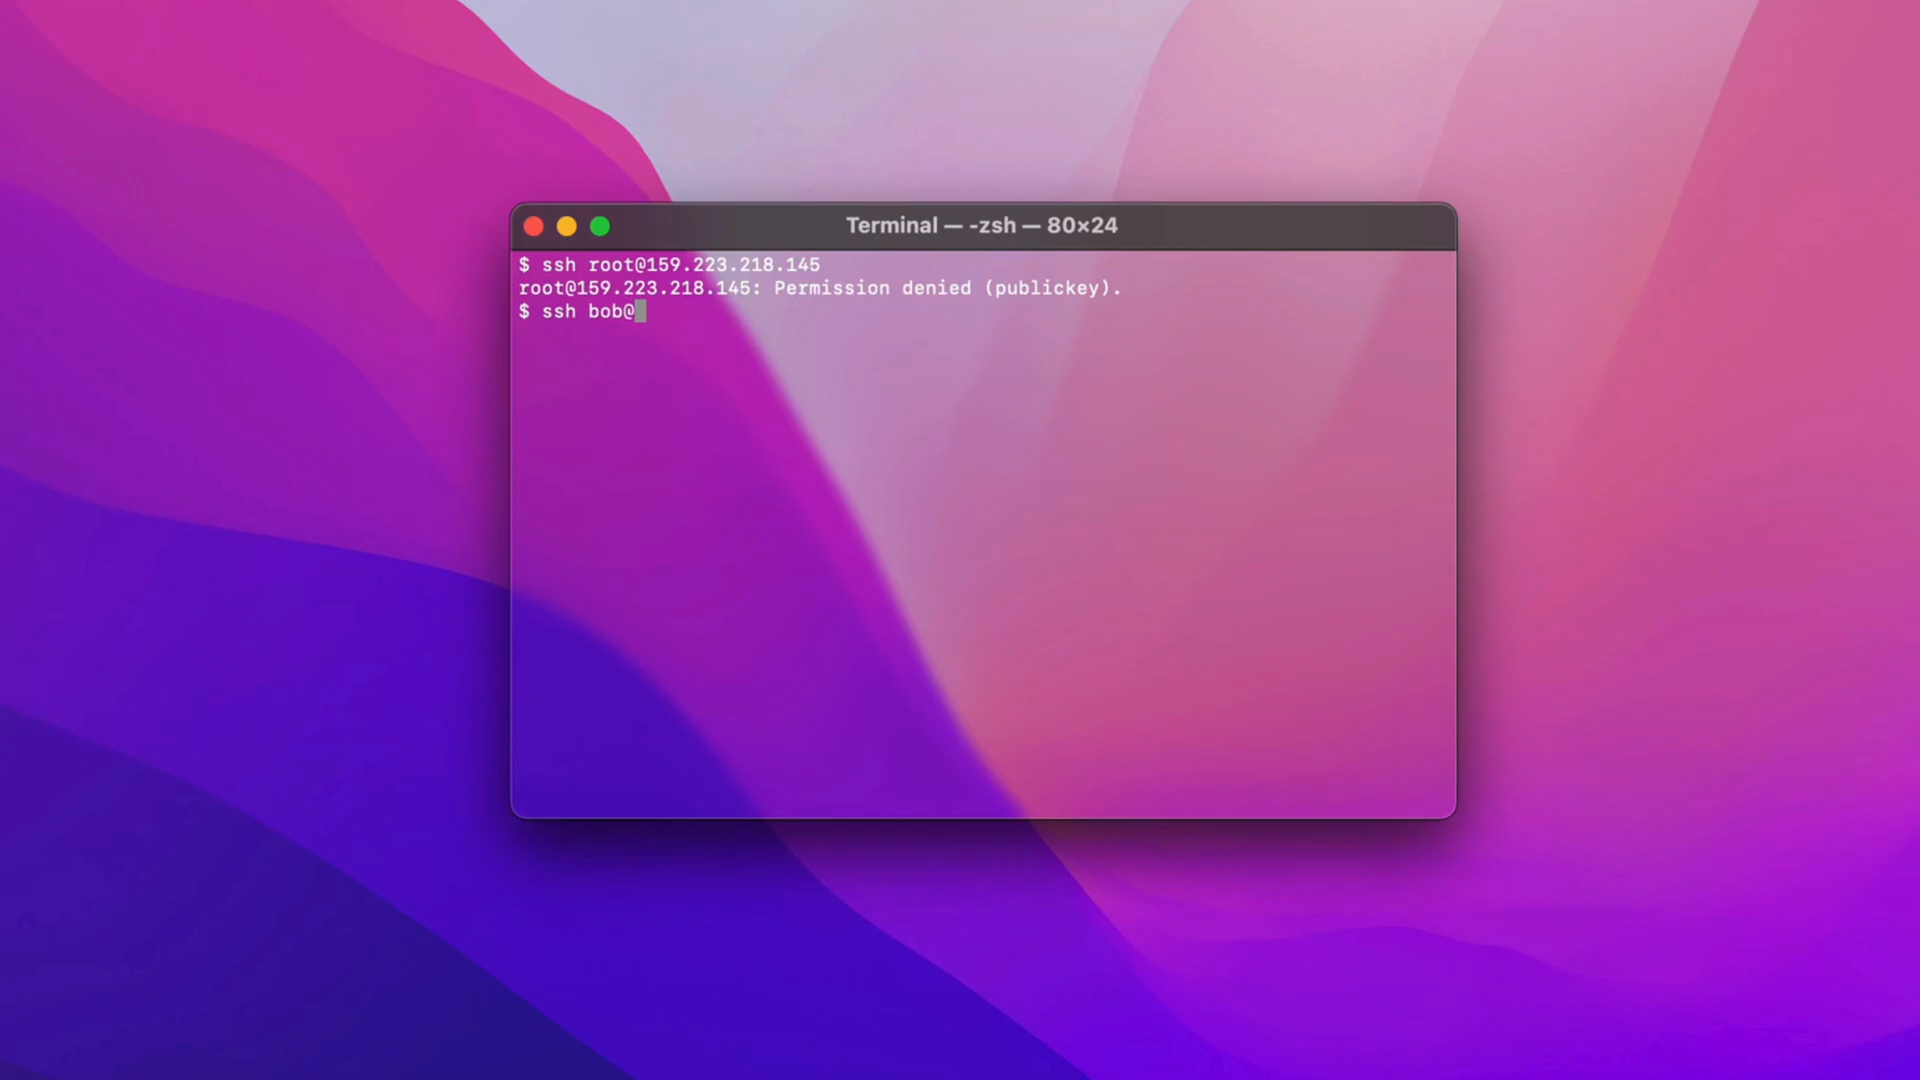 Terminal — -zsh — 80×24
$ ssh root@159.223.218.145
root@159.223.218.145: Permission denied (publickey).
$ ssh bob@